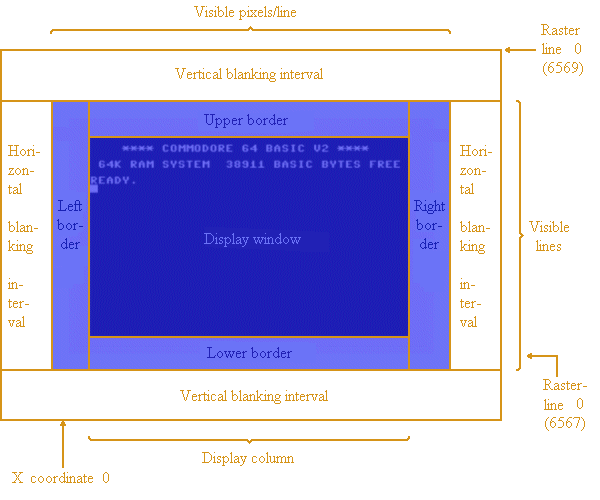 Visible pixels/line
Raster
line 0
(6569)
Vertical blanking interval
Upper border
**** COMMODORE 64 BASIC V2 ****
64K RAM SYSTEM 38911 BASIC BYTES FREE
READY.
Hori-
zon-
tal
blan-
king
in-
ter-
val
Left
bor-
der
Display window
Right
bor-
der
Hori-
zon-
tal
blan-
king
in-
ter-
val
Visible
lines
Lower border
Vertical blanking interval
Raster-
line 0
(6567)
Display column
X coordinate 0